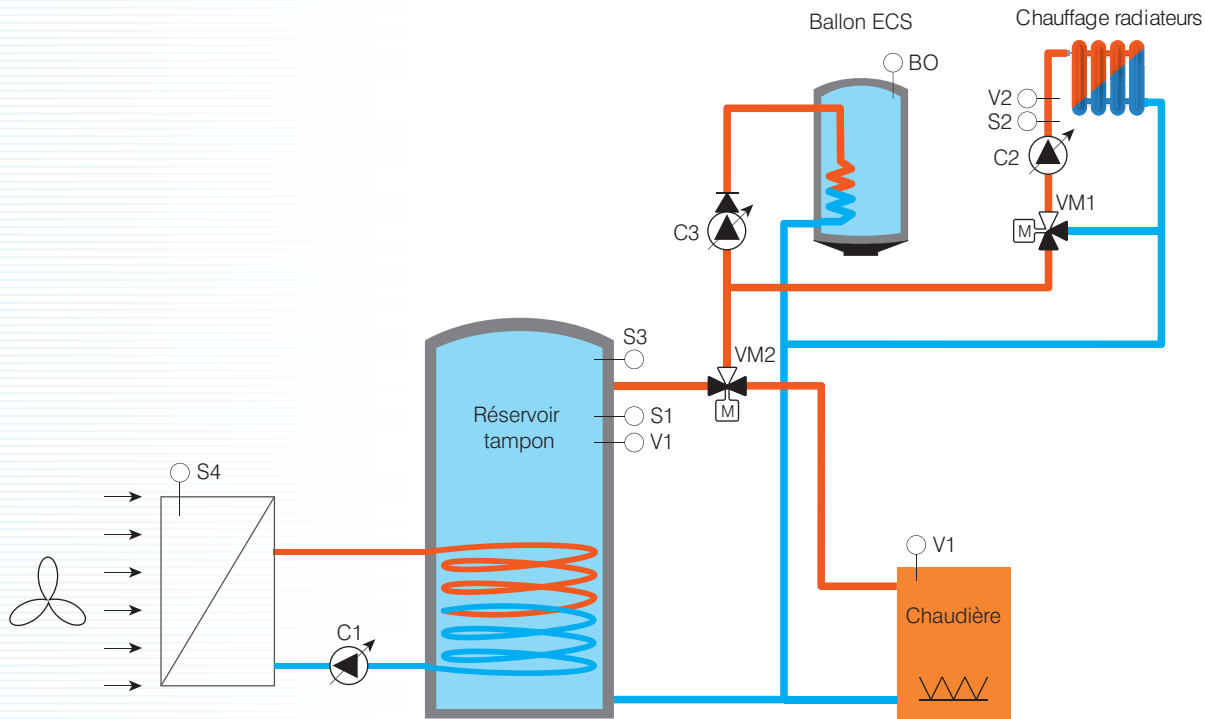 Ballon ECS
Chauffage radiateurs
BO
V2
S2
C2
VM1
M
C3
S3
VM2
M
S1
V1
Réservoir
tampon
S4
C1
V1
Chaudière